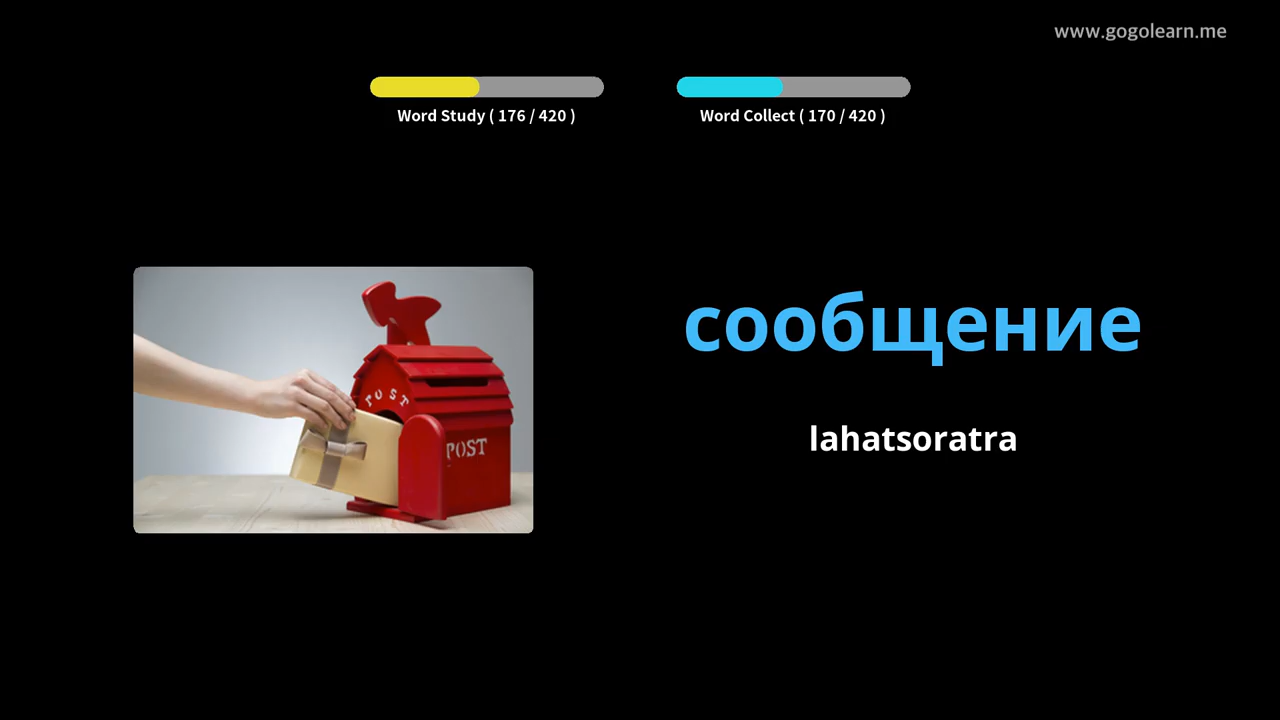 www.gogolearn.me
Word Study ( 176 / 420 )
Word Collect ( 170 / 420 )
POST
POST
сообщение
lahatsoratra